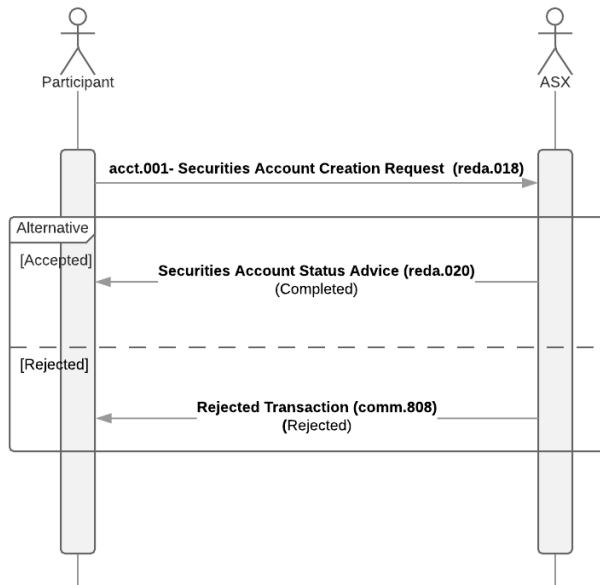 Participant
ASX
acct.001- Securities Account Creation Request  (reda.018)
Alternative
[Accepted]
Securities Account Status Advice (reda.020)
(Completed)
[Rejected]
Rejected Transaction (comm.808)
(Rejected)